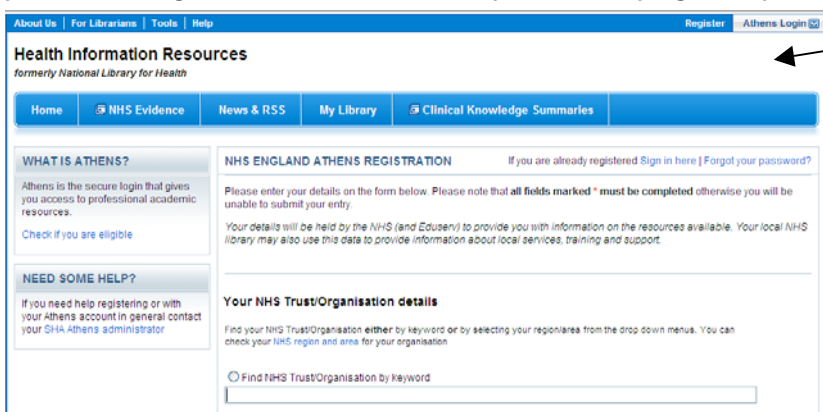 About Us | For Librarians | Tools | Help
Register
Athens Login
Health Information Resources
formerly National Library for Health
Home
NHS Evidence
News & RSS
My Library
Clinical Knowledge Summaries
WHAT IS ATHENS?
Athens is the secure login that gives
you access to professional academic
resources.
Check if you are eligible
NEED SOME HELP?
If you need help registering or with
your Athens account in general contact
your SHA Athens administrator
NHS ENGLAND ATHENS REGISTRATION
If you are already registered Sign in here | Forgot your password?
Please enter your details on the form below. Please note that all fields marked * must be completed otherwise you will be
unable to submit your entry.
Your details will be held by the NHS (and Eduserv) to provide you with information on the resources available. Your local NHS
library may also use this data to provide information about local services, training and support.
Your NHS Trust/Organisation details
Find your NHS Trust/Organisation either by keyword or by selecting your region/area from the drop down menus. You can
check your NHS region and area for your organisation
Find NHS Trust/Organisation by keyword